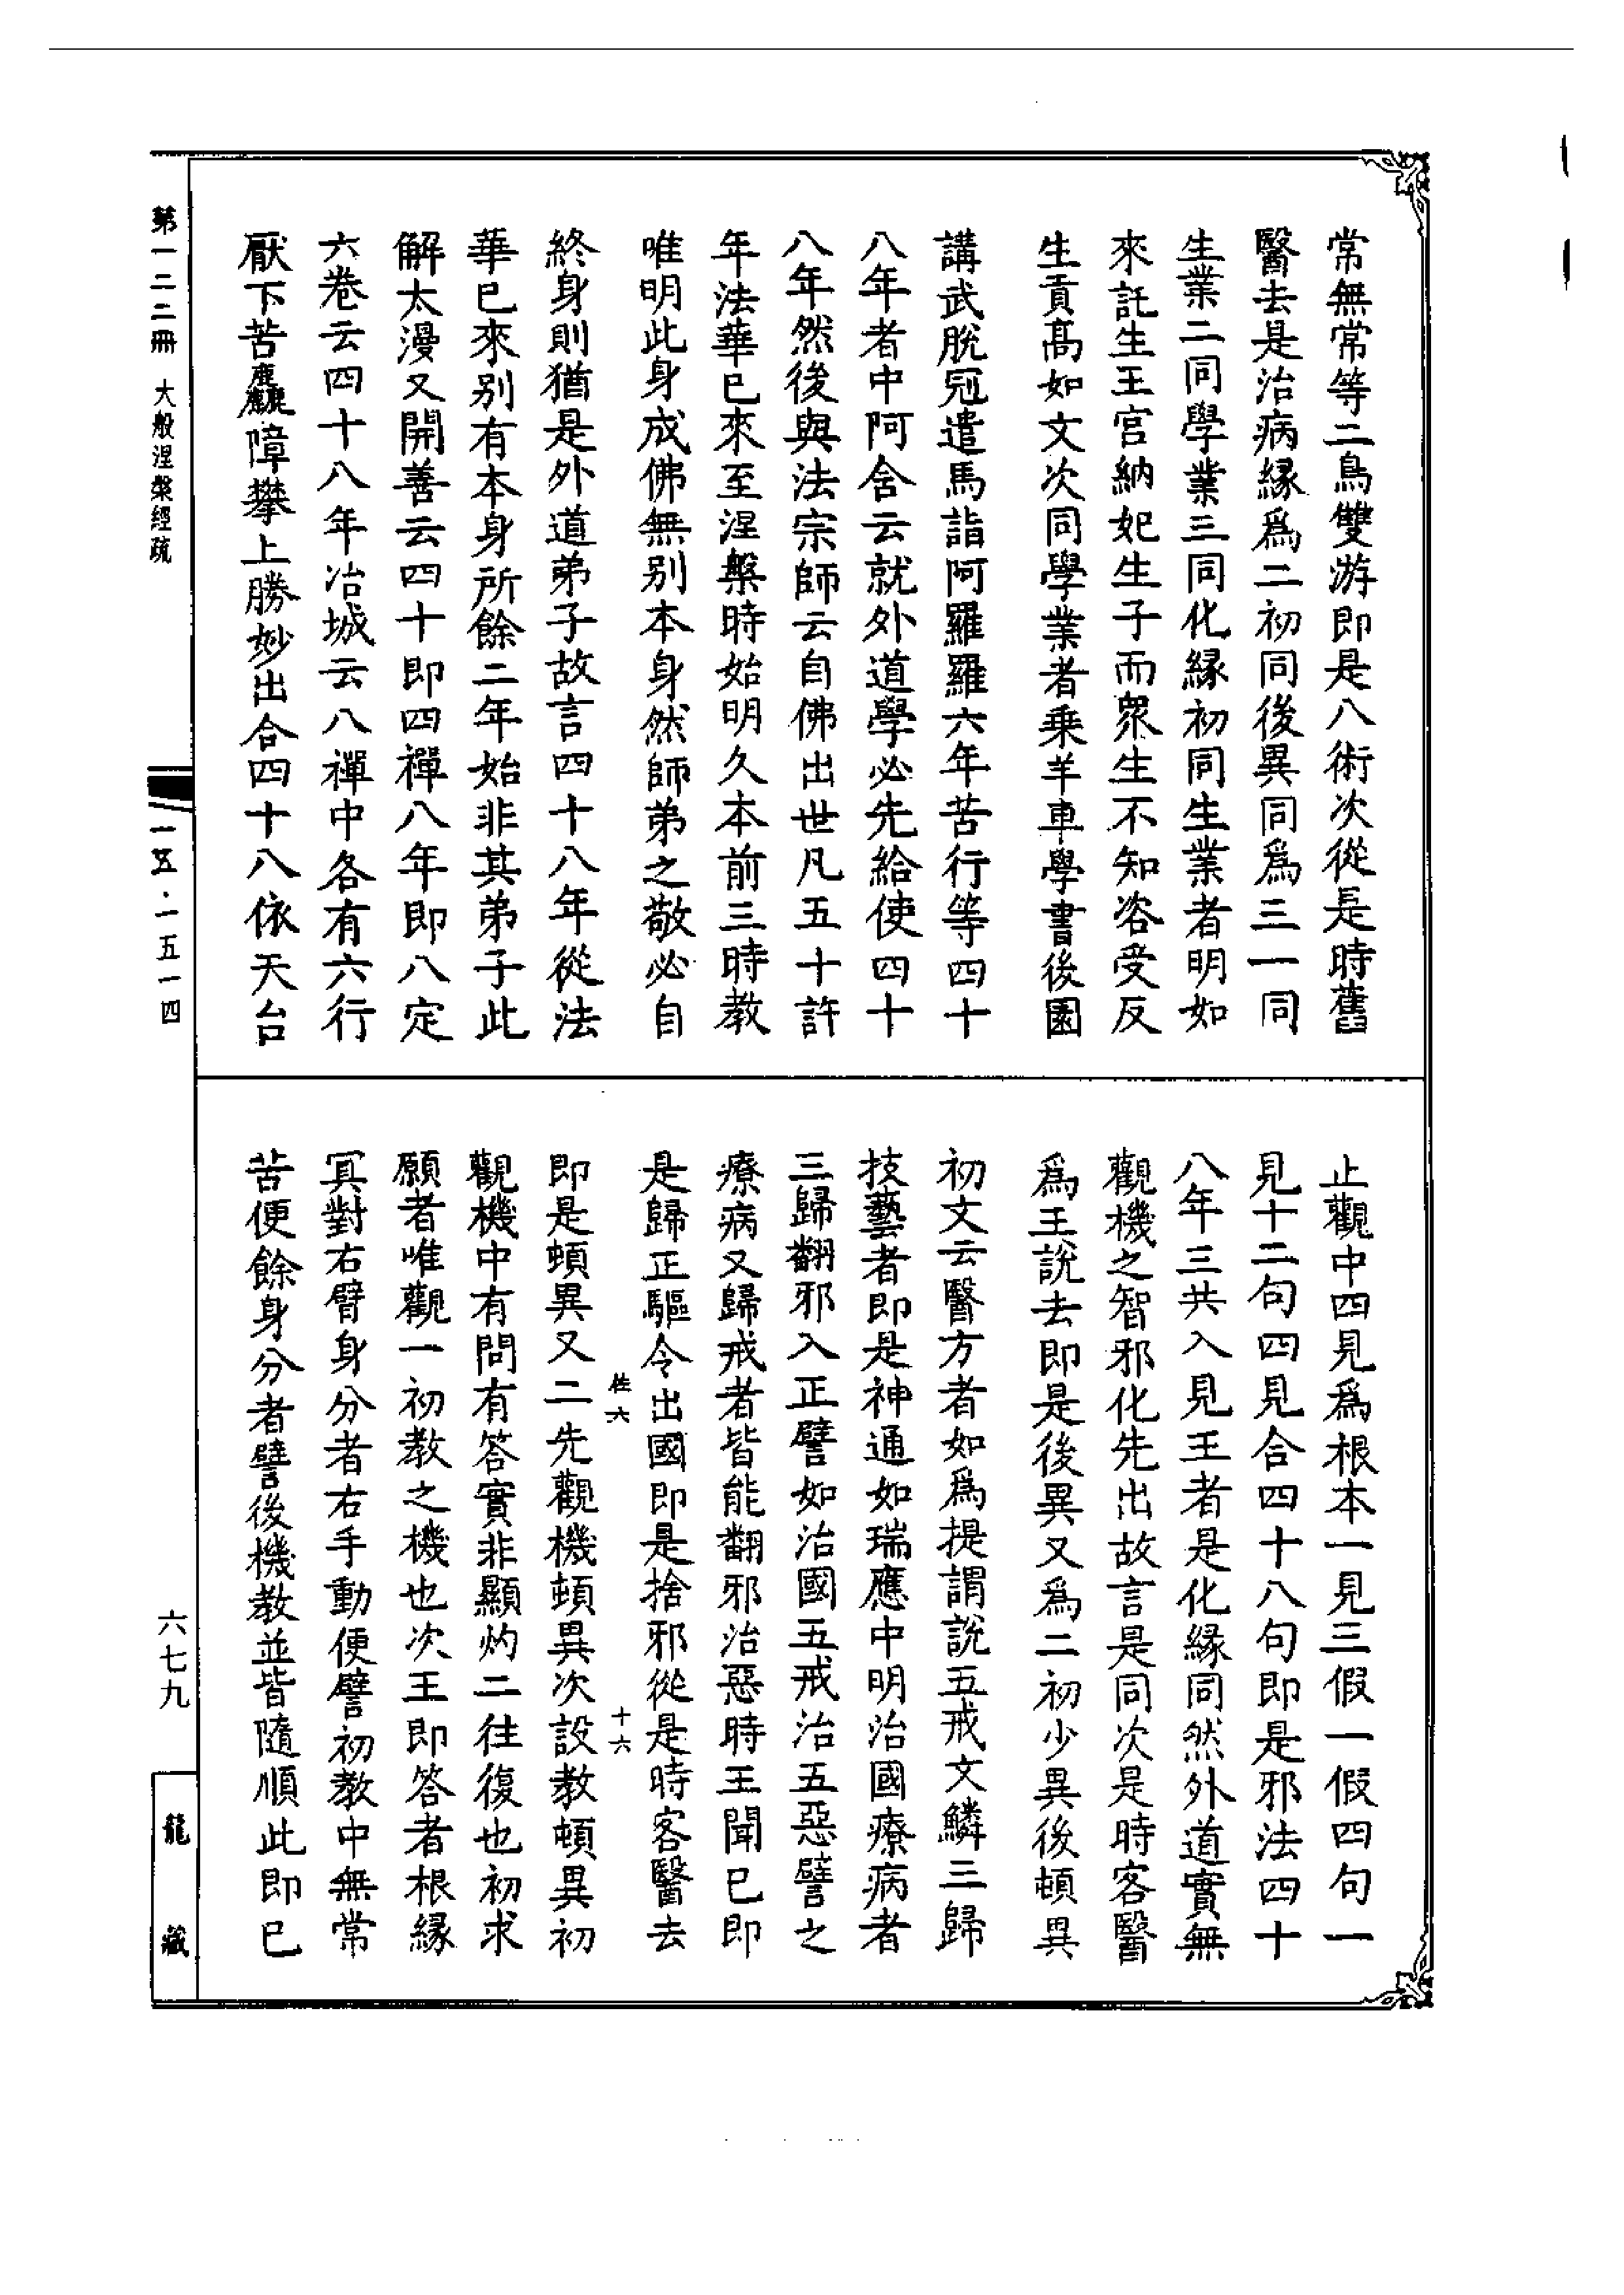 常無常等二鳥雙游即是八術次從是時舊
醫去是治病縁爲二初同後異同爲三一同
生業二同學業三同化縁初同生業者明如
來託生王宮納妃生子而衆生不知咨受反
生貢髙如文次同學業者乗羊車學書後園
講武脫冠遣馬詣阿羅羅六年苦行等四十
八年者中阿含云就外道學必先給使四十
八年然後與法宗師云自佛出世凡五十許
年法華已來至涅槃時始明久本前三時教
唯明此身成佛無别本身然師弟之敬必自
終身則猶是外道弟子故言四十八年從法
華已來别有本身所餘二年始非其弟子此
解太漫又開善云四十即四禪八年即八定
六卷云四十八年冶城云八禪中各有六行
厭下苦麤障攀上勝妙出合四十八依天台
止觀中四見爲根本一見三假一假四句一
見十二句四見合四十八句即是邪法四十
八年三共入見王者是化縁同然外道實無
觀機之智邪化先出故言是同次是時客醫
爲王說去即是後異又爲二初少異後頓異
初文云醫方者如爲提謂說五戒文鱗三歸
技藝者即是神通如瑞應中明治國療病者
三歸翻邪入正譬如治國五戒治五惡譬之
療病又歸戒者皆能翻邪治惡時王聞已即
是歸正驅令出國即是捨邪從是時客醫去
佐六
十六
即是頓異又二先觀機頓異次設教頓異初
觀機中有問有答實非顯灼二往復也初求
願者唯觀一初教之機也次王即答者根縁
冥對右臂身分者右手動便譬初教中無常
苦便餘身分者譬後機教並皆隨順此即已
第一二二冊
大般涅槃經疏
一五五·一五一四
六七九
龍藏